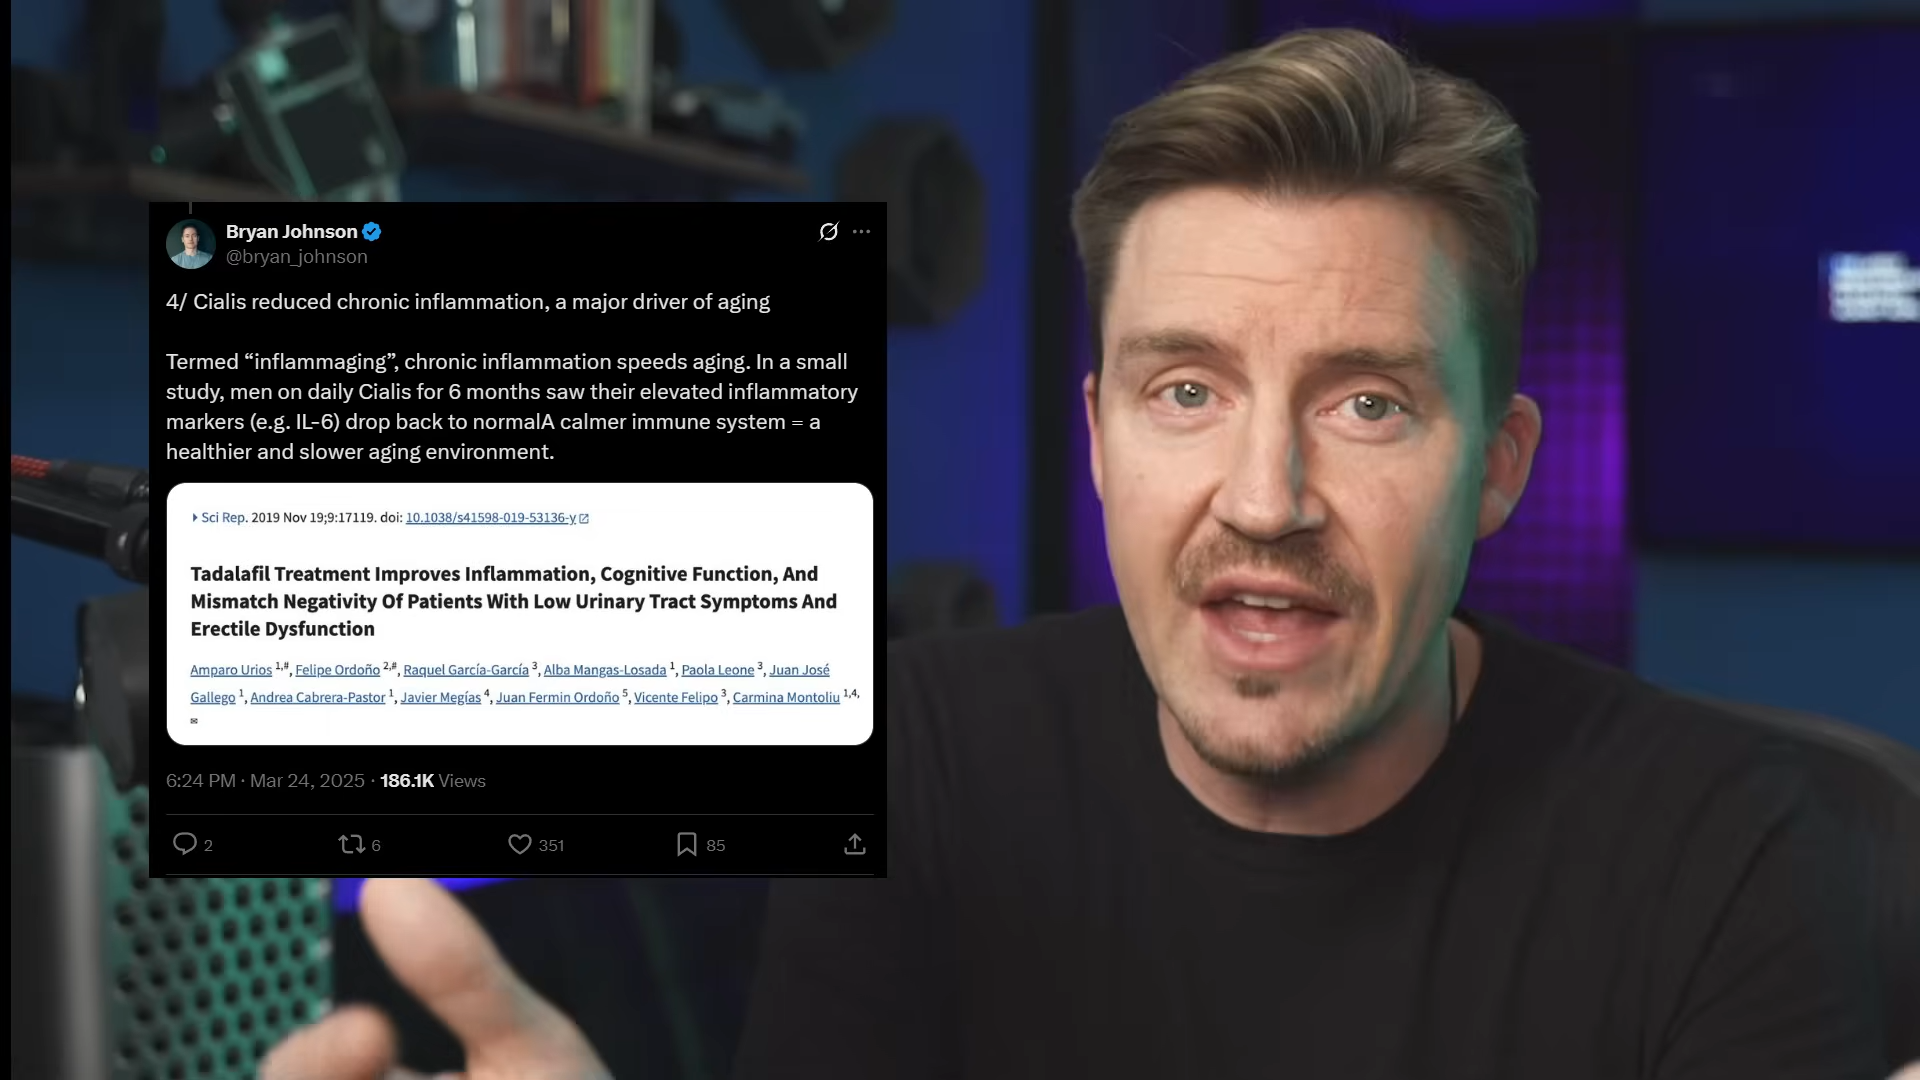 Bryan Johnson
@bryan_johnson
4/ Cialis reduced chronic inflammation, a major driver of aging
Termed “inflammaging”, chronic inflammation speeds aging. In a small
study, men on daily Cialis for 6 months saw their elevated inflammatory
markers (e.g. IL-6) drop back to normalA calmer immune system = a
healthier and slower aging environment.
Sci Rep. 2019 Nov 19;9:17119. doi: 10.1038/s41598-019-53136-y
Tadalafil Treatment Improves Inflammation, Cognitive Function, And
Mismatch Negativity Of Patients With Low Urinary Tract Symptoms And
Erectile Dysfunction
Amparo Urios 1,#, Felipe Ordoño 2,#, Raquel García-García 3, Alba Mangas-Losada 1, Paola Leone 3, Juan José
Gallego 1, Andrea Cabrera-Pastor 1, Javier Megías 4, Juan Fermin Ordoño 5, Vicente Felipo 3, Carmina Montoliu 1,4,
6:24 PM · Mar 24, 2025 · 186.1K Views
2 6 351 85